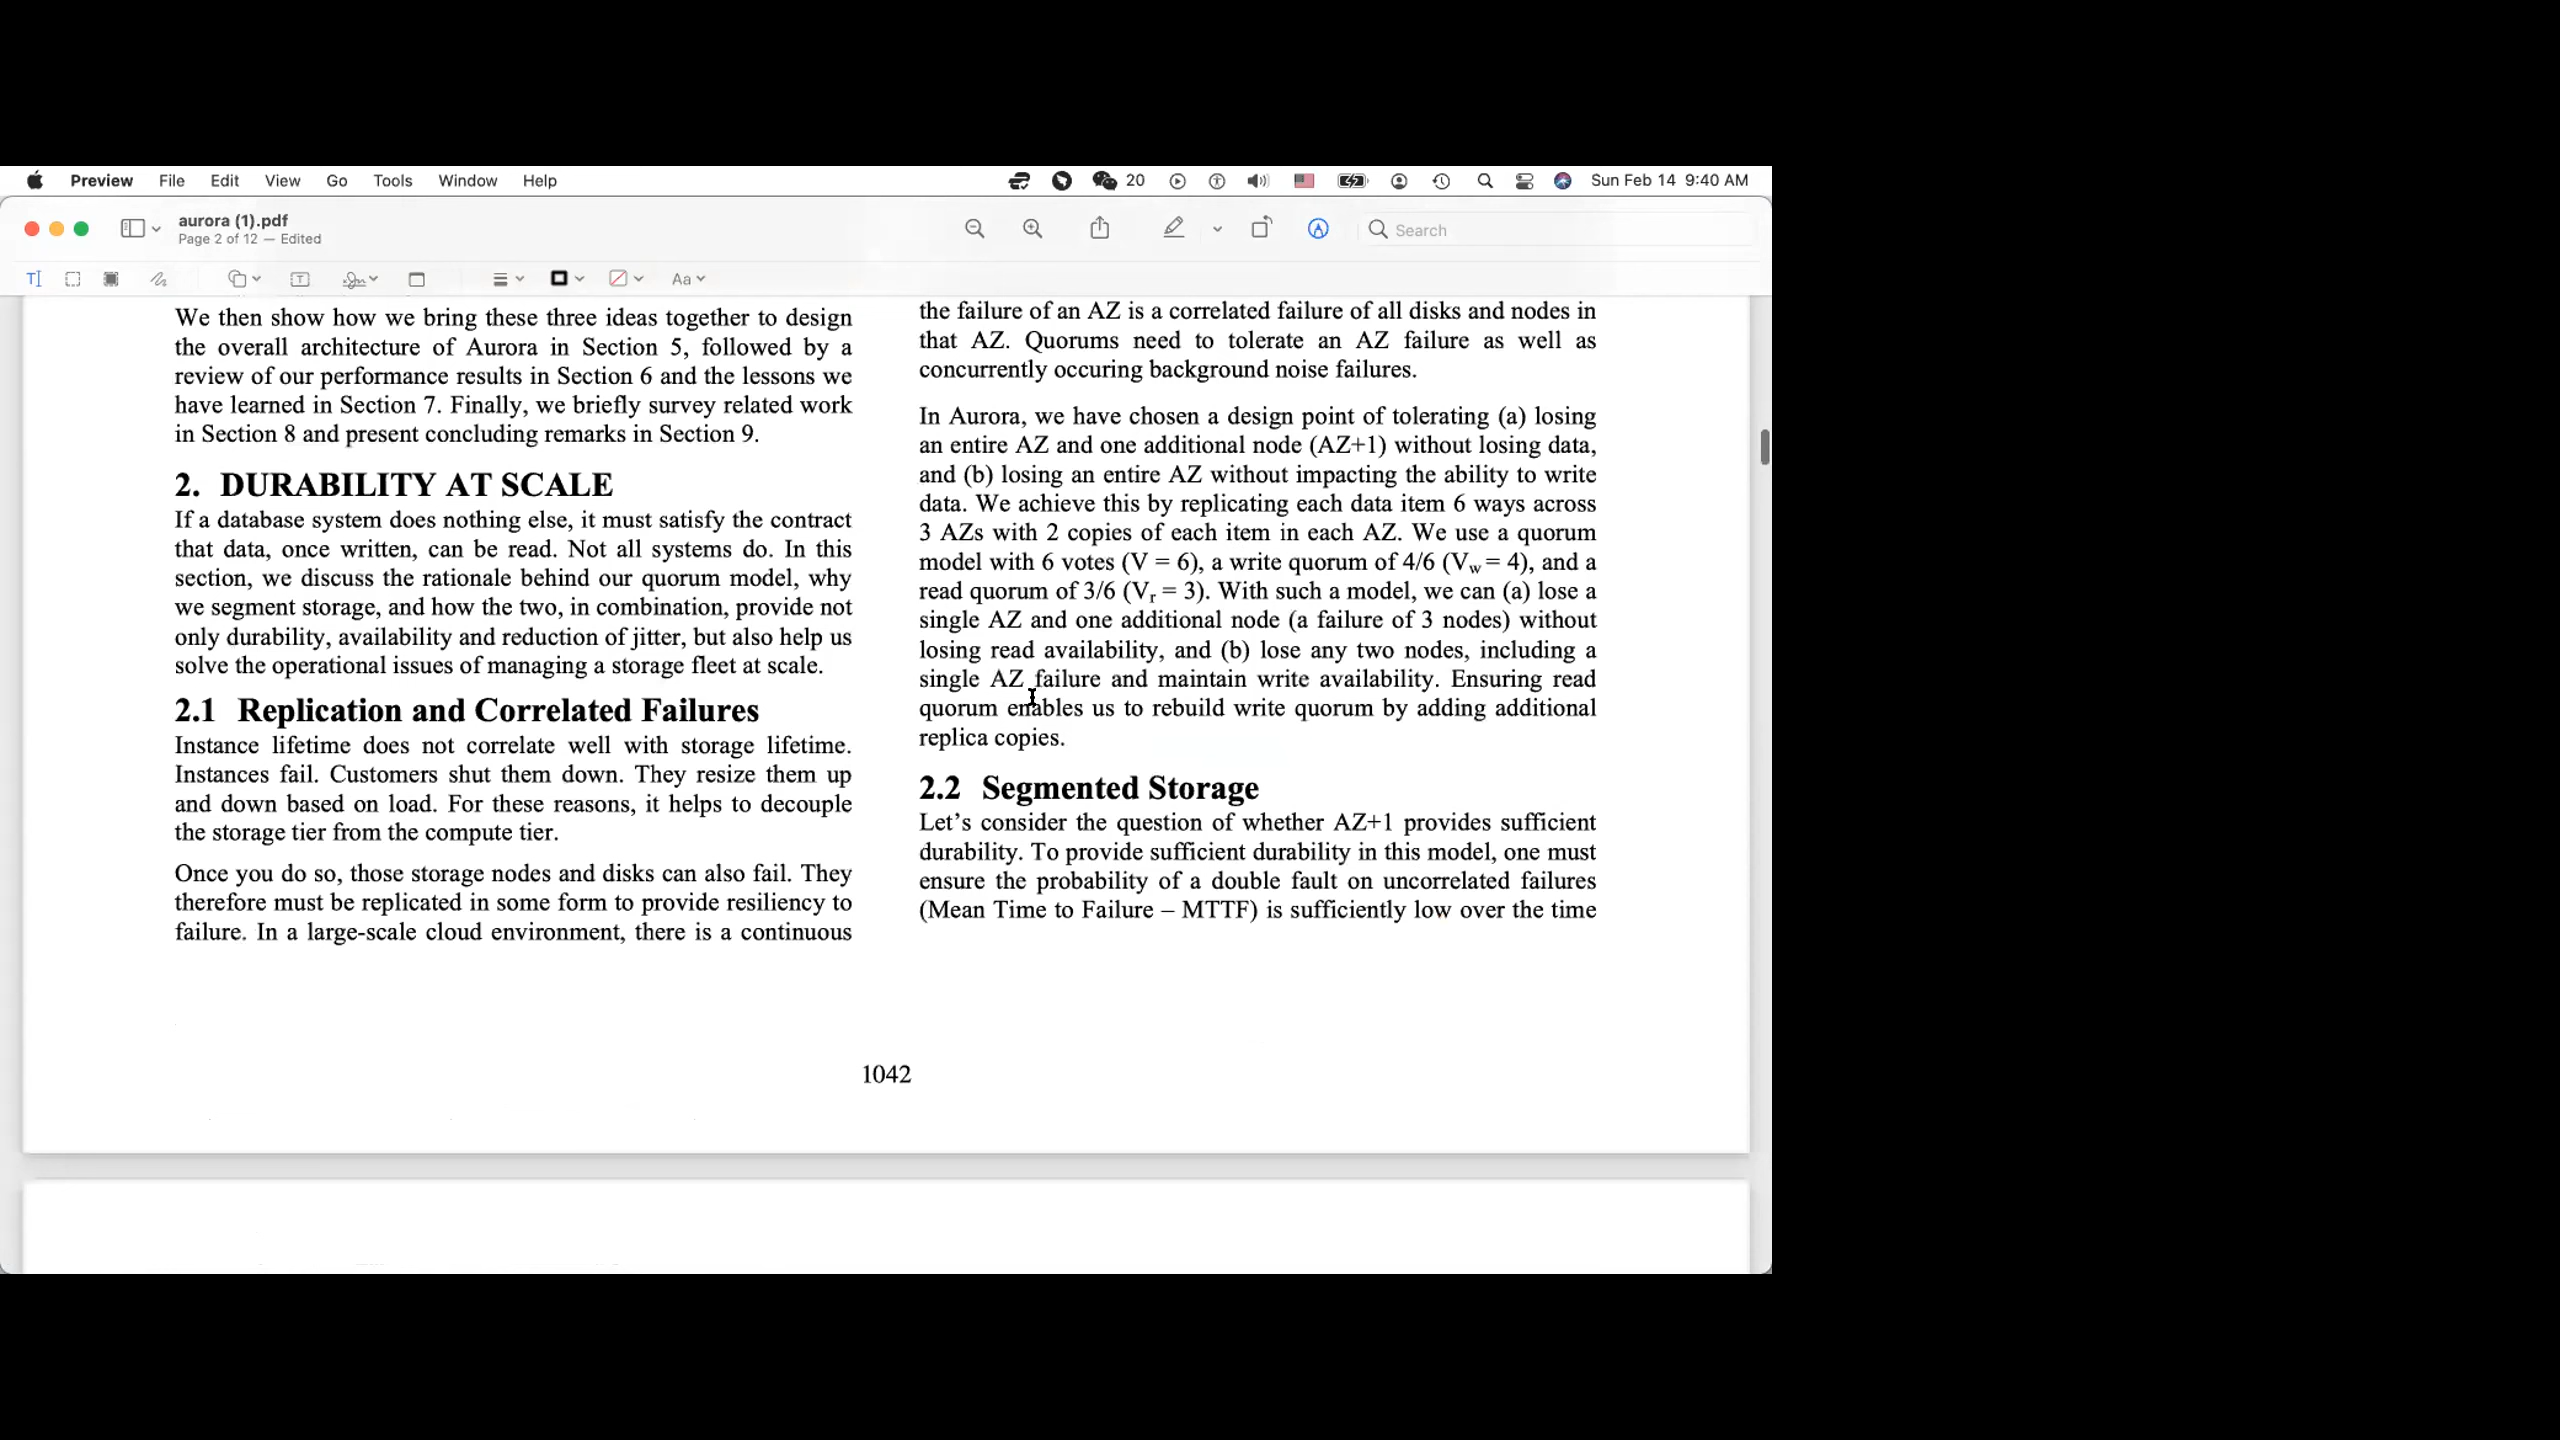 Preview File Edit View Go Tools Window Help 20 Sun Feb 14 9:40 AM
aurora (1).pdf
Page 2 of 12 — Edited
Search
Aa
We then show how we bring these three ideas together to design
the overall architecture of Aurora in Section 5, followed by a
review of our performance results in Section 6 and the lessons we
have learned in Section 7. Finally, we briefly survey related work
in Section 8 and present concluding remarks in Section 9.
2. DURABILITY AT SCALE
If a database system does nothing else, it must satisfy the contract
that data, once written, can be read. Not all systems do. In this
section, we discuss the rationale behind our quorum model, why
we segment storage, and how the two, in combination, provide not
only durability, availability and reduction of jitter, but also help us
solve the operational issues of managing a storage fleet at scale.
2.1 Replication and Correlated Failures
Instance lifetime does not correlate well with storage lifetime.
Instances fail. Customers shut them down. They resize them up
and down based on load. For these reasons, it helps to decouple
the storage tier from the compute tier.
Once you do so, those storage nodes and disks can also fail. They
therefore must be replicated in some form to provide resiliency to
failure. In a large-scale cloud environment, there is a continuous
the failure of an AZ is a correlated failure of all disks and nodes in
that AZ. Quorums need to tolerate an AZ failure as well as
concurrently occuring background noise failures.
In Aurora, we have chosen a design point of tolerating (a) losing
an entire AZ and one additional node (AZ+1) without losing data,
and (b) losing an entire AZ without impacting the ability to write
data. We achieve this by replicating each data item 6 ways across
3 AZs with 2 copies of each item in each AZ. We use a quorum
model with 6 votes (V = 6), a write quorum of 4/6 (Vw = 4), and a
read quorum of 3/6 (Vr = 3). With such a model, we can (a) lose a
single AZ and one additional node (a failure of 3 nodes) without
losing read availability, and (b) lose any two nodes, including a
single AZ failure and maintain write availability. Ensuring read
quorum enables us to rebuild write quorum by adding additional
replica copies.
2.2 Segmented Storage
Let’s consider the question of whether AZ+1 provides sufficient
durability. To provide sufficient durability in this model, one must
ensure the probability of a double fault on uncorrelated failures
(Mean Time to Failure – MTTF) is sufficiently low over the time
1042